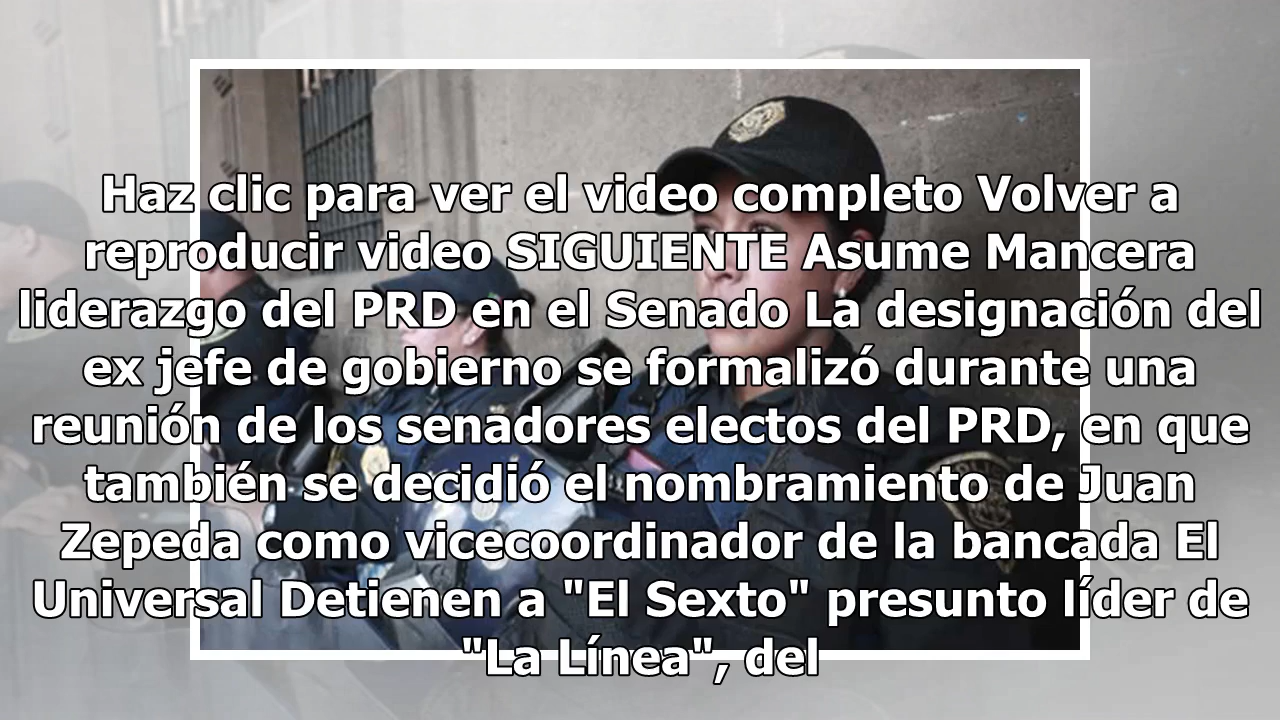 Haz clic para ver el video completo Volver a
reproducir video SIGUIENTE Asume Mancera
liderazgo del PRD en el Senado La designación del
ex jefe de gobierno se formalizó durante una
reunión de los senadores electos del PRD, en que
también se decidió el nombramiento de Juan
Zepeda como vicecoordinador de la bancada El
Universal Detienen a "El Sexto" presunto líder de
"La Línea", del